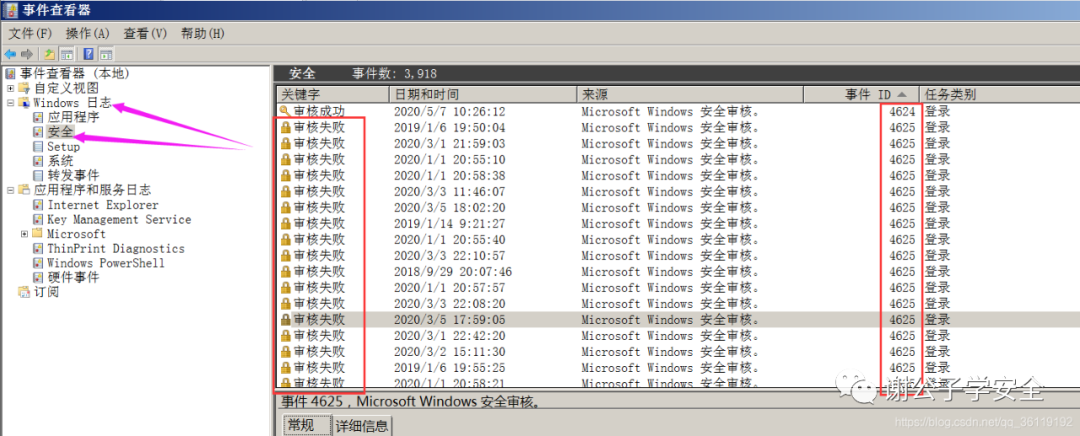 事件查看器
文件(F) 操作(A) 查看(V) 帮助(H)
事件查看器 (本地)
自定义视图
Windows 日志
应用程序
安全
Setup
系统
转发事件
应用程序和服务日志
Internet Explorer
Key Management Service
Microsoft
ThinPrint Diagnostics
Windows PowerShell
硬件事件
订阅
安全 事件数: 3,918
关键字 日期和时间 来源 事件 ID 任务类别
审核成功 2020/5/7 10:26:12 Microsoft Windows 安全审核。 4624 登录
审核失败 2019/1/6 19:50:04 Microsoft Windows 安全审核。 4625 登录
审核失败 2020/3/1 21:59:03 Microsoft Windows 安全审核。 4625 登录
审核失败 2020/1/1 20:55:10 Microsoft Windows 安全审核。 4625 登录
审核失败 2020/1/1 20:58:38 Microsoft Windows 安全审核。 4625 登录
审核失败 2020/3/3 11:46:07 Microsoft Windows 安全审核。 4625 登录
审核失败 2020/3/5 18:02:20 Microsoft Windows 安全审核。 4625 登录
审核失败 2019/1/14 9:21:27 Microsoft Windows 安全审核。 4625 登录
审核失败 2020/1/1 20:55:40 Microsoft Windows 安全审核。 4625 登录
审核失败 2020/3/3 22:10:57 Microsoft Windows 安全审核。 4625 登录
审核失败 2018/9/29 20:07:46 Microsoft Windows 安全审核。 4625 登录
审核失败 2020/1/1 20:57:57 Microsoft Windows 安全审核。 4625 登录
审核失败 2020/3/3 22:08:20 Microsoft Windows 安全审核。 4625 登录
审核失败 2020/3/5 17:59:05 Microsoft Windows 安全审核。 4625 登录
审核失败 2020/3/1 22:42:20 Microsoft Windows 安全审核。 4625 登录
审核失败 2020/3/2 15:11:30 Microsoft Windows 安全审核。 4625 登录
审核失败 2019/1/6 19:55:25 Microsoft Windows 安全审核。 4625 登录
审核失败 2020/1/1 20:58:21 Microsoft Windows 安全审核。 4625 登录
事件 4625，Microsoft Windows 安全审核。
常规 详细信息
谢公子学安全
https://blog.csdn.net/qq_36119192